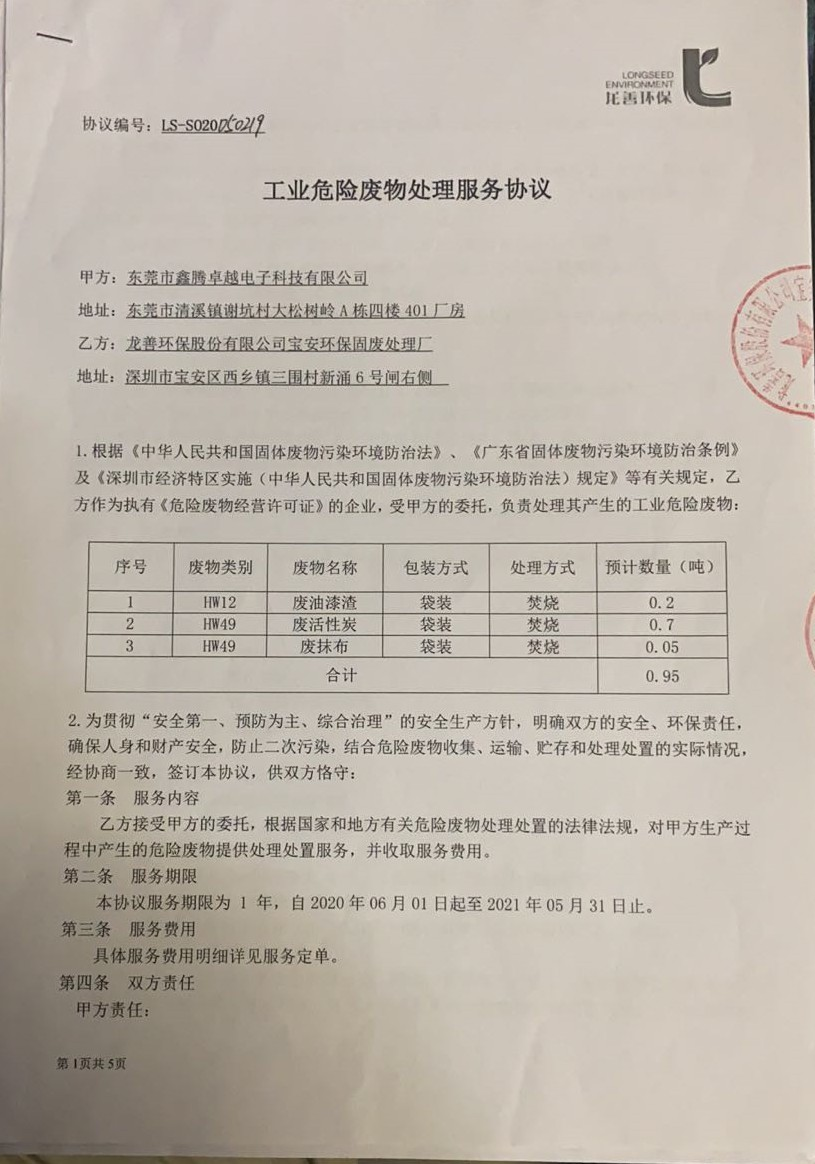 LONGSEED
ENVIRONMENT
龙善环保
协议编号：LS-S020050219
工业危险废物处理服务协议
甲方：东莞市鑫腾卓越电子科技有限公司
地址：东莞市清溪镇谢坑村大松树岭 A 栋四楼 401 厂房
乙方：龙善环保股份有限公司宝安环保固废处理厂
地址：深圳市宝安区西乡镇三围村新涌 6 号闸右侧
1.根据《中华人民共和国固体废物污染环境防治法》、《广东省固体废物污染环境防治条例》
及《深圳市经济特区实施（中华人民共和国固体废物污染环境防治法）规定》等有关规定，乙
方作为执有《危险废物经营许可证》的企业，受甲方的委托，负责处理其产生的工业危险废物：
序号 废物类别 废物名称 包装方式 处理方式 预计数量（吨）
1 HW12 废油漆渣 袋装 焚烧 0.2
2 HW49 废活性炭 袋装 焚烧 0.7
3 HW49 废抹布 袋装 焚烧 0.05
合计 0.95
2.为贯彻“安全第一、预防为主、综合治理”的安全生产方针，明确双方的安全、环保责任，
确保人身和财产安全，防止二次污染，结合危险废物收集、运输、贮存和处理处置的实际情况，
经协商一致，签订本协议，供双方恪守：
第一条 服务内容
乙方接受甲方的委托，根据国家和地方有关危险废物处理处置的法律法规，对甲方生产过
程中产生的危险废物提供处理处置服务，并收取服务费用。
第二条 服务期限
本协议服务期限为 1 年，自 2020 年 06 月 01 日起至 2021 年 05 月 31 日止。
第三条 服务费用
具体服务费用明细详见服务定单。
第四条 双方责任
甲方责任：
第 1页共 5页